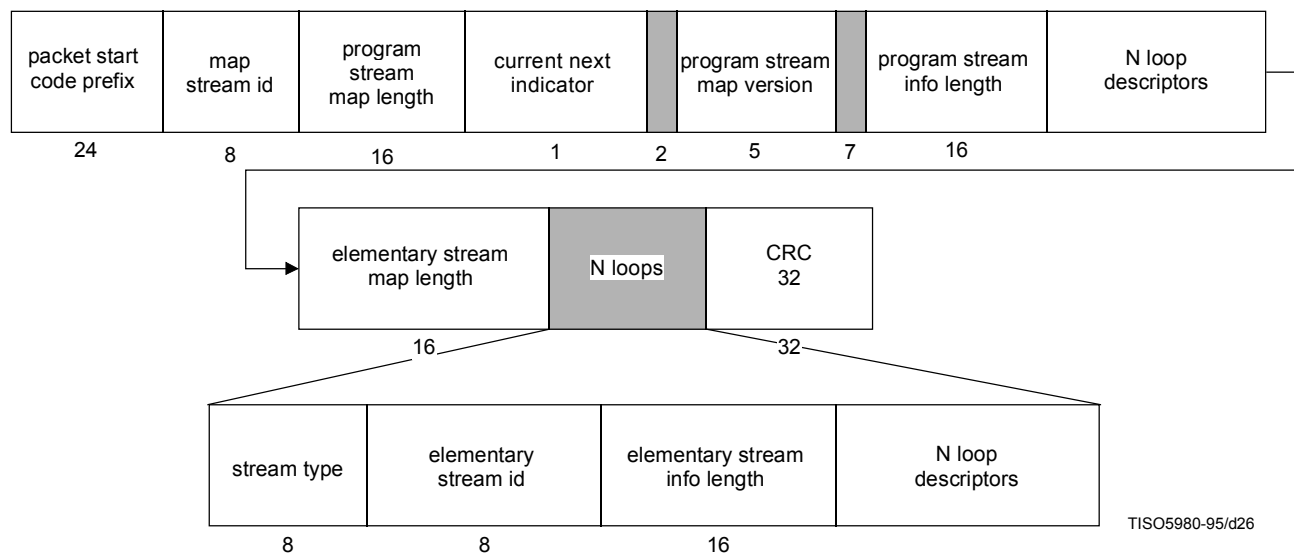 packet start
code prefix
map
stream id
program
stream
map length
current next
indicator
program stream
map version
program stream
info length
N loop
descriptors
24
8
16
1
2
5
7
16
elementary stream
map length
N loops
CRC
32
16
32
stream type
elementary
stream id
elementary stream
info length
N loop
descriptors
8
8
16
TISO5980-95/d26